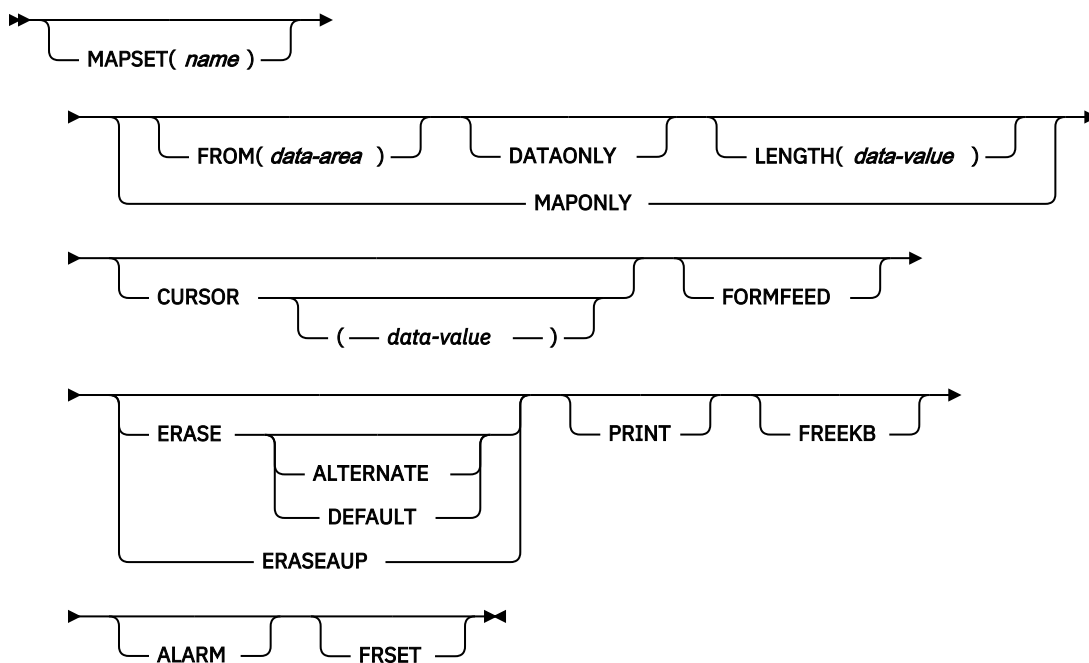 MAPSET( name )
FROM( data-area ) DATAONLY LENGTH( data-value )
MAPONLY
CURSOR FORMFEED
( data-value )
ERASE PRINT FREEKB
ALTERNATE
DEFAULT
ERASEAUP
ALARM FRSET